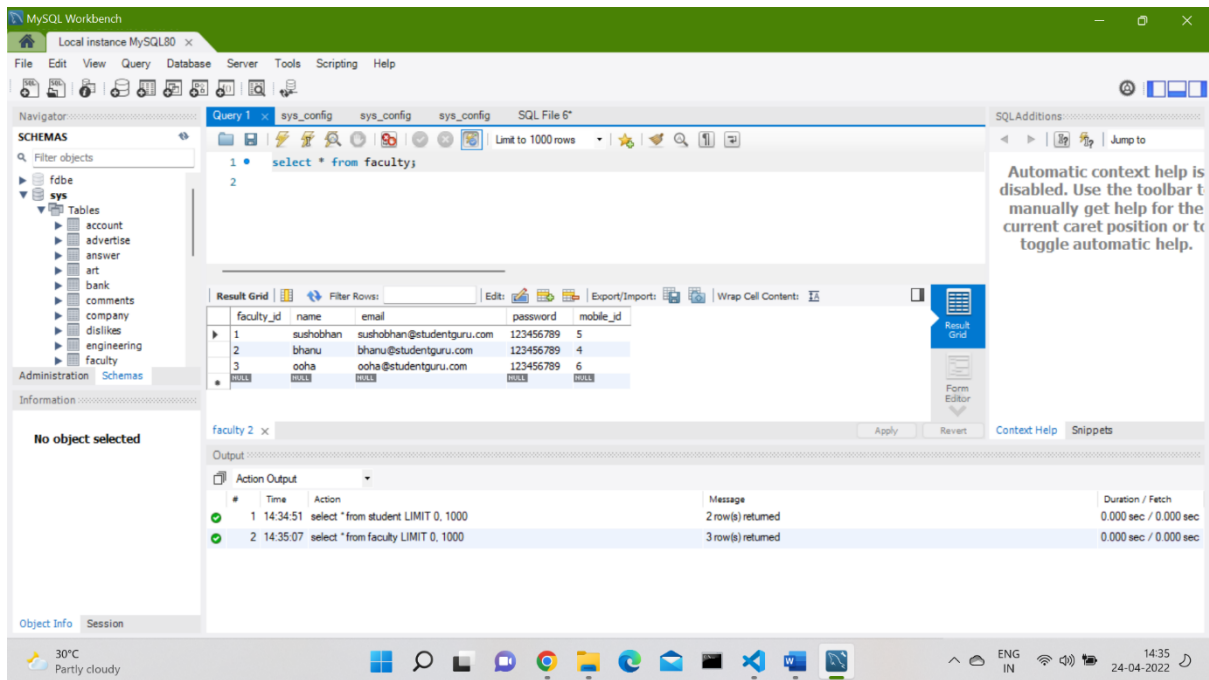 MySQL Workbench
Local instance MySQL80
File Edit View Query Database Server Tools Scripting Help
Navigator
SCHEMAS
Filter objects
fdbe
sys
Tables
account
advertise
answer
art
bank
comments
company
dislikes
engineering
faculty
Administration Schemas
Information
No object selected
Object Info Session
Query 1 sys_config sys_config sys_config SQL File 6*
Limit to 1000 rows
1 select * from faculty;
2
Result Grid Filter Rows: Edit: Export/Import: Wrap Cell Content:
faculty_id name email password mobile_id
1 sushobhan sushobhan@studentguru.com 123456789 5
2 bhanu bhanu@studentguru.com 123456789 4
3 ooha ooha@studentguru.com 123456789 6
NULL NULL NULL NULL NULL
Result Grid
Form Editor
faculty 2 Apply Revert
SQLAdditions
Jump to
Automatic context help is
disabled. Use the toolbar t
manually get help for the
current caret position or to
toggle automatic help.
Context Help Snippets
Output
Action Output
# Time Action Message Duration / Fetch
1 14:34:51 select * from student LIMIT 0, 1000 2 row(s) returned 0.000 sec / 0.000 sec
2 14:35:07 select * from faculty LIMIT 0, 1000 3 row(s) returned 0.000 sec / 0.000 sec
30°C
Partly cloudy
ENG
IN
14:35
24-04-2022